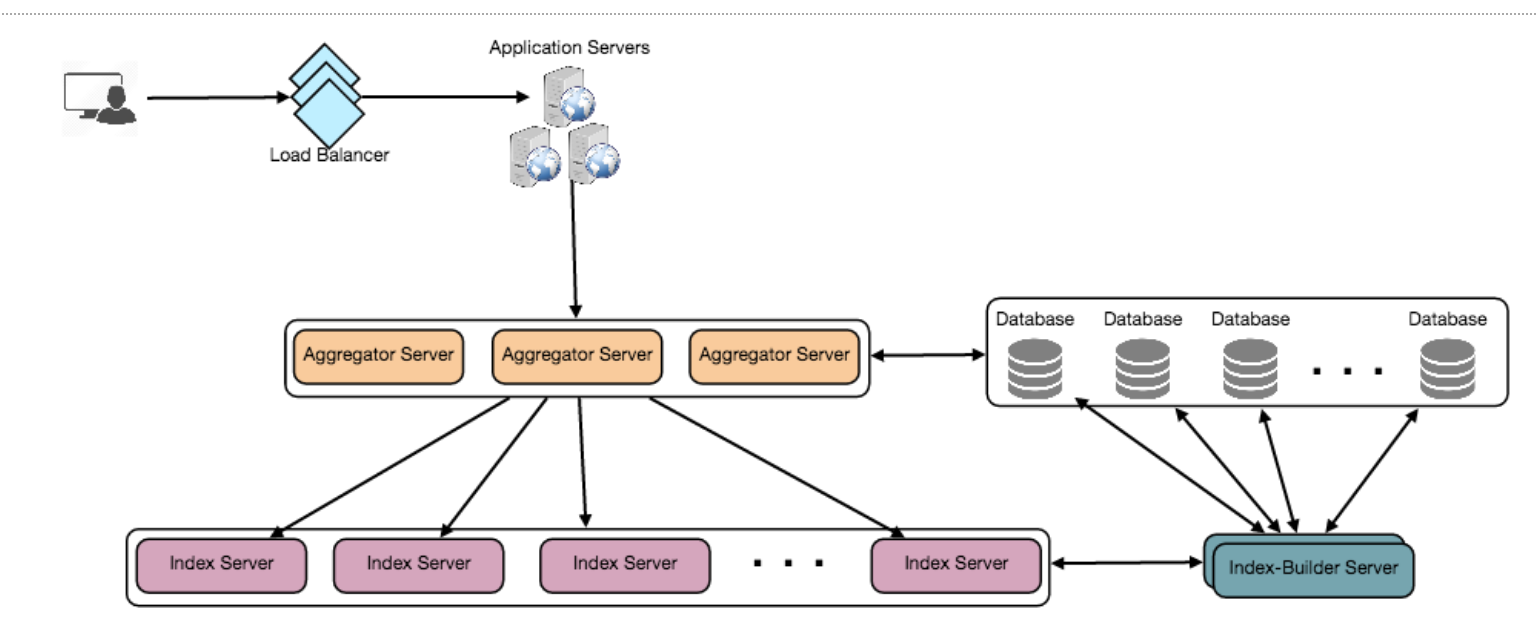 Application Servers
Load Balancer
Database
Database
Database
Database
Aggregator Server
Aggregator Server
Aggregator Server
Index Server
Index Server
Index Server
Index Server
Index-Builder Server